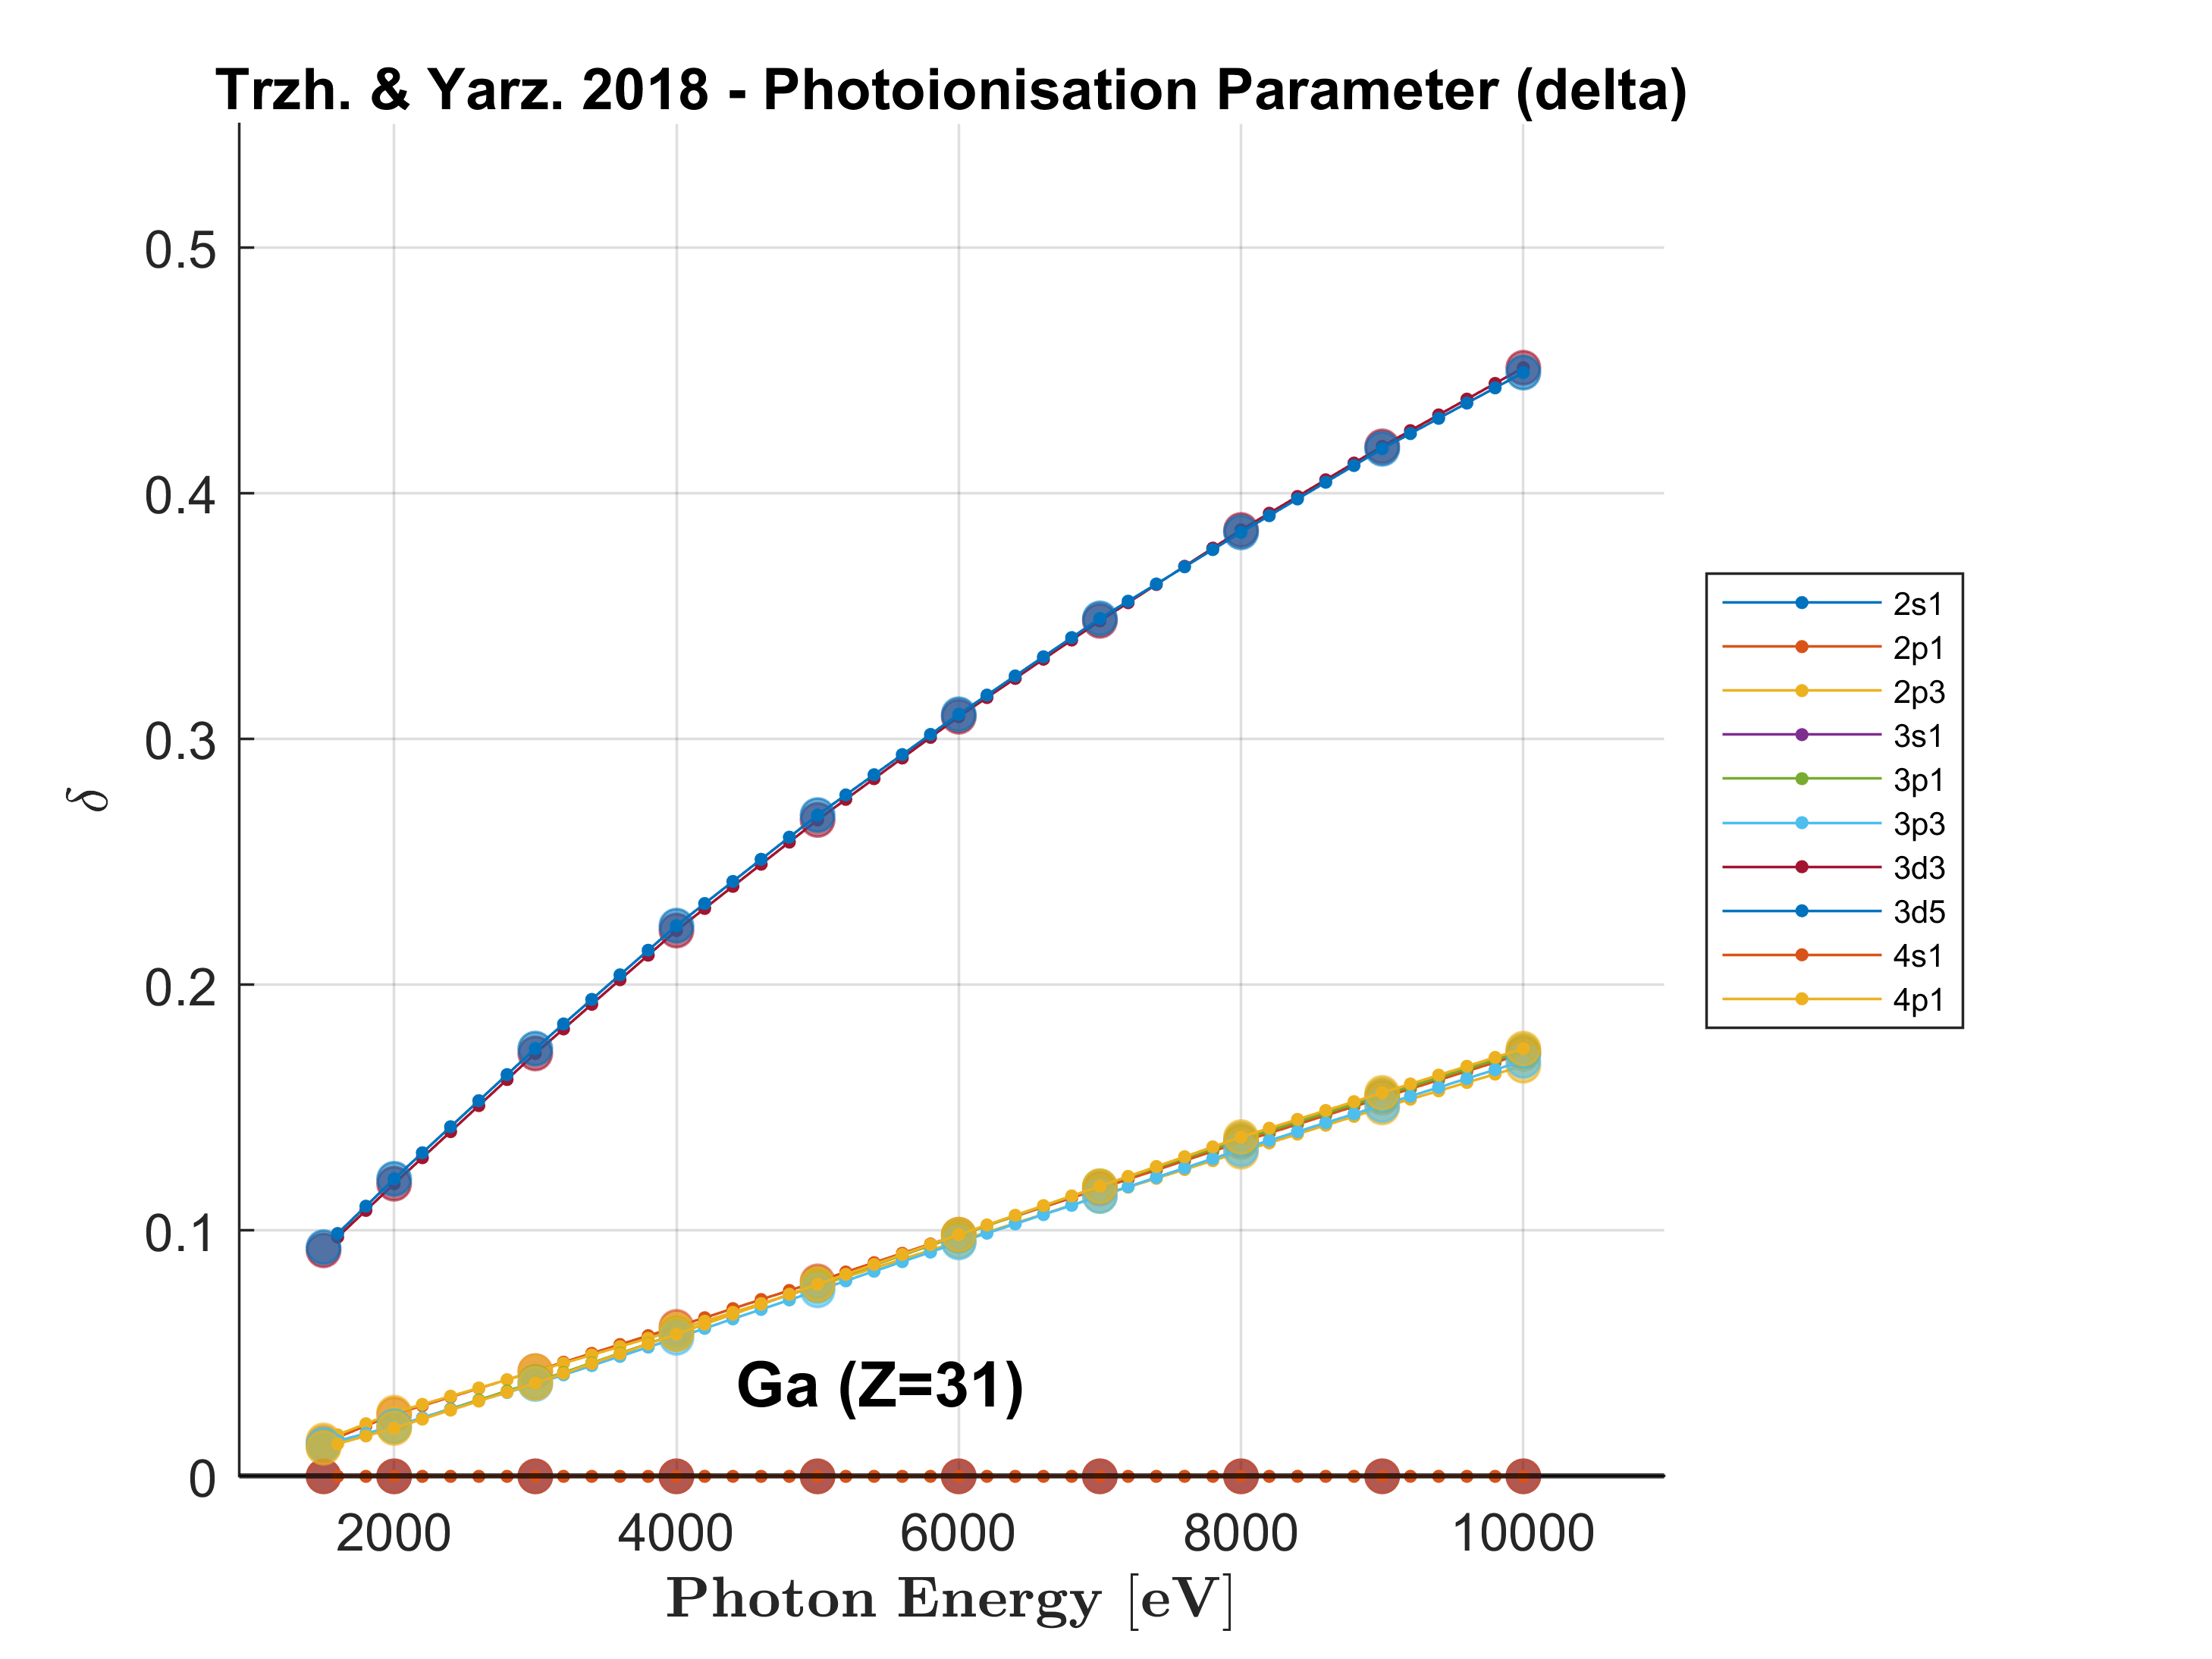 Trzh. & Yarz. 2018 - Photoionisation Parameter (delta)
0.5
0.4
0.3
0.2
0.1
0
δ
2000 4000 6000 8000 10000
Photon Energy [eV]
Ga (Z=31)
2s1
2p1
2p3
3s1
3p1
3p3
3d3
3d5
4s1
4p1